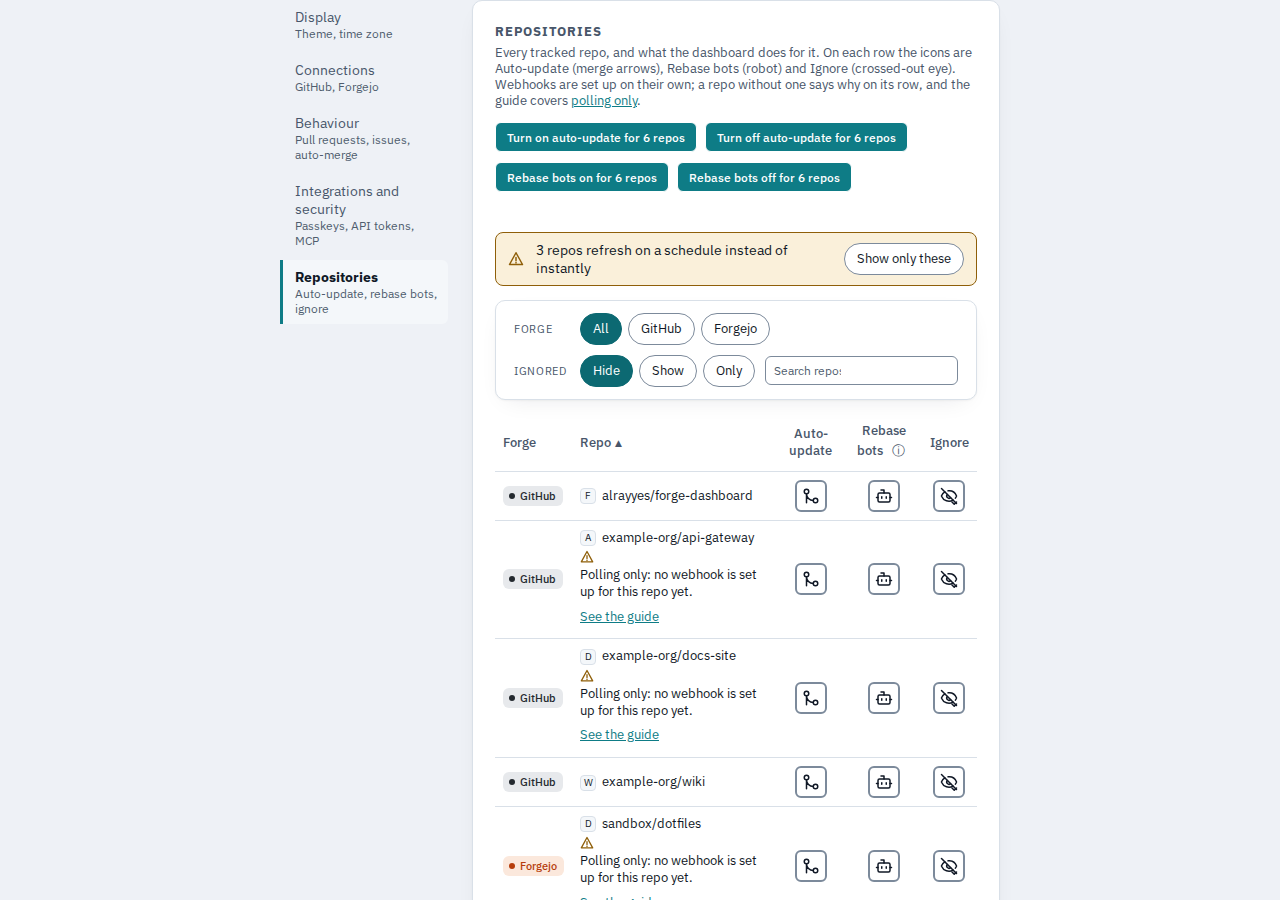 Display
Theme, time zone
Connections
GitHub, Forgejo
Behaviour
Pull requests, issues,
auto-merge
Integrations and
security
Passkeys, API tokens,
MCP
Repositories
Auto-update, rebase bots,
ignore
REPOSITORIES
Every tracked repo, and what the dashboard does for it. On each row the icons are
Auto-update (merge arrows), Rebase bots (robot) and Ignore (crossed-out eye).
Webhooks are set up on their own; a repo without one says why on its row, and the
guide covers polling only.
Turn on auto-update for 6 repos
Turn off auto-update for 6 repos
Rebase bots on for 6 repos
Rebase bots off for 6 repos
3 repos refresh on a schedule instead of
instantly
Show only these
FORGE
All
GitHub
Forgejo
IGNORED
Hide
Show
Only
Search repos
Forge
Repo ▲
Auto-
update
Rebase
bots ⓘ
Ignore
GitHub
F alrayyes/forge-dashboard
GitHub
A example-org/api-gateway
Polling only: no webhook is set
up for this repo yet.
See the guide
GitHub
D example-org/docs-site
Polling only: no webhook is set
up for this repo yet.
See the guide
GitHub
W example-org/wiki
Forgejo
D sandbox/dotfiles
Polling only: no webhook is set
up for this repo yet.